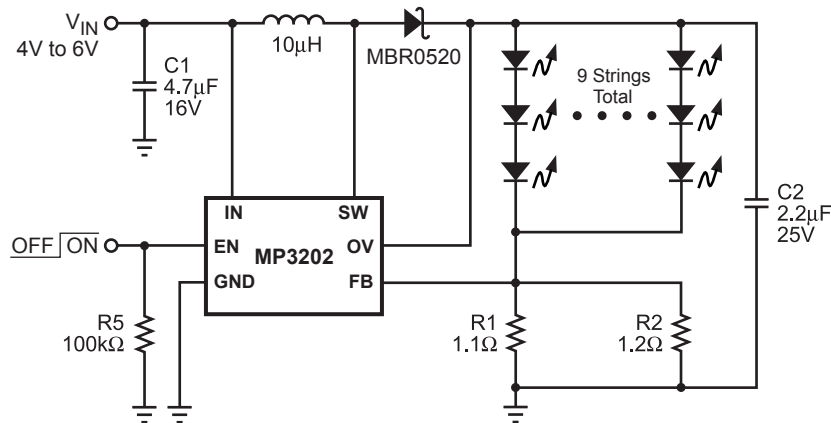 VIN
4V to 6V
10μH
MBR0520
C1
4.7μF
16V
9 Strings
Total
IN
SW
EN
MP3202
OV
GND
FB
OFF ON
C2
2.2μF
25V
R5
100kΩ
R1
1.1Ω
R2
1.2Ω